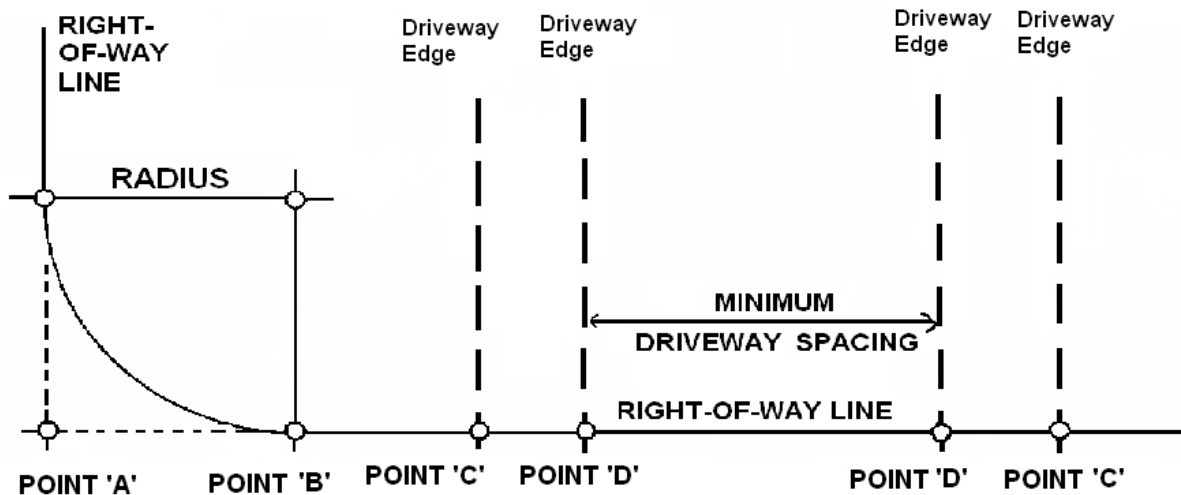 RIGHT-
OF-WAY
LINE
Driveway
Edge
Driveway
Edge
Driveway
Edge
Driveway
Edge
RADIUS
MINIMUM
DRIVEWAY SPACING
RIGHT-OF-WAY LINE
POINT 'A'
POINT 'B'
POINT 'C'
POINT 'D'
POINT 'D'
POINT 'C'